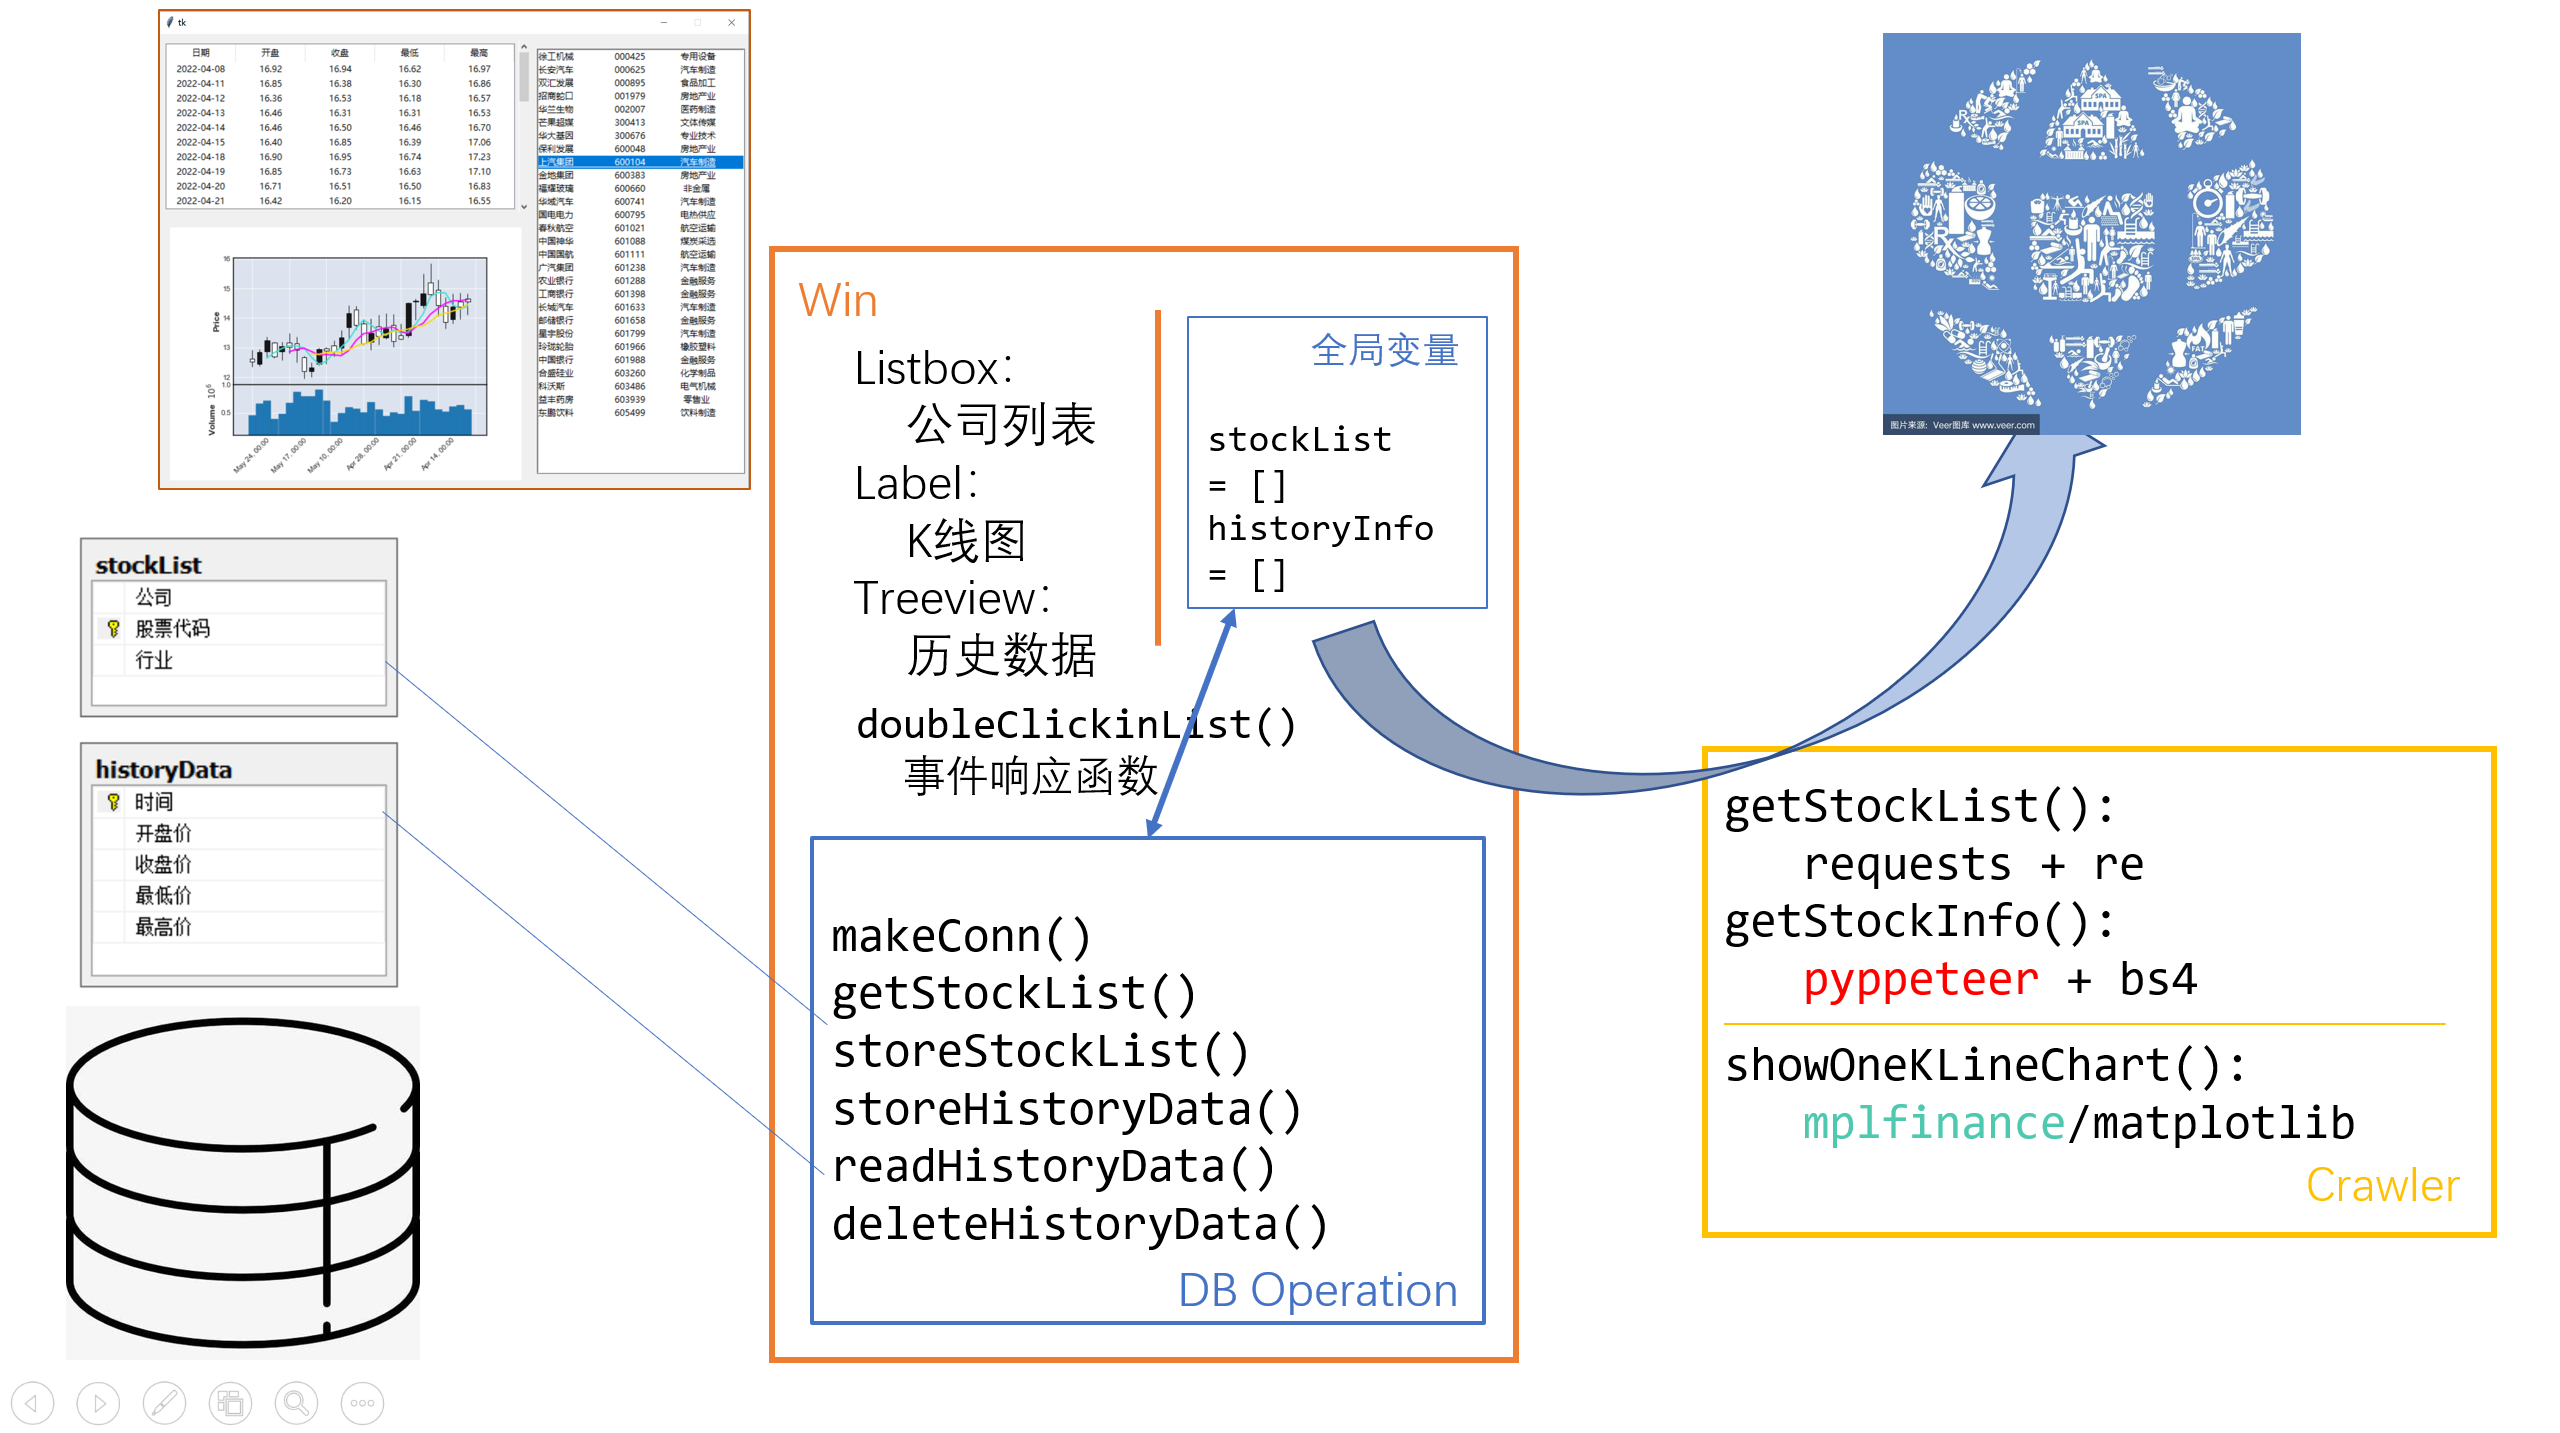 tk
日期 开盘 收盘 最低 最高
2022-04-08 16.92 16.94 16.62 16.97
2022-04-11 16.85 16.38 16.30 16.86
2022-04-12 16.36 16.53 16.18 16.57
2022-04-13 16.46 16.31 16.31 16.53
2022-04-14 16.46 16.50 16.46 16.70
2022-04-15 16.40 16.85 16.39 17.06
2022-04-18 16.90 16.95 16.74 17.23
2022-04-19 16.85 16.73 16.63 17.10
2022-04-20 16.71 16.51 16.50 16.83
2022-04-21 16.42 16.20 16.15 16.55
徐工机械 000425 专用设备
长安汽车 000625 汽车制造
双汇发展 000895 食品加工
招商蛇口 001979 房地产业
华兰生物 002007 医药制造
芒果超媒 300413 文体传媒
华大基因 300676 专业技术
保利发展 600048 房地产业
上汽集团 600104 汽车制造
金地集团 600383 房地产业
福耀玻璃 600660 非金属
华域汽车 600741 汽车制造
国电电力 600795 电热供应
春秋航空 601021 航空运输
中国神华 601088 煤炭采选
中国国航 601111 航空运输
广汽集团 601238 汽车制造
农业银行 601288 金融服务
工商银行 601398 金融服务
长城汽车 601633 汽车制造
邮储银行 601658 金融服务
星宇股份 601799 汽车制造
玲珑轮胎 601966 橡胶塑料
中国银行 601988 金融服务
合盛硅业 603260 化学制品
科沃斯 603486 电气机械
益丰药房 603939 零售业
东鹏饮料 605499 饮料制造
Price
16
15
14
13
12
Volume 10^6
1.0
0.5
May 24, 00:00
May 17, 00:00
May 10, 00:00
Apr 28, 00:00
Apr 21, 00:00
Apr 14, 00:00
stockList
公司
股票代码
行业
historyData
时间
开盘价
收盘价
最低价
最高价
Win
Listbox：
公司列表
Label：
K线图
Treeview：
历史数据
doubleClickinList()
事件响应函数
全局变量
stockList
= []
historyInfo
= []
makeConn()
getStockList()
storeStockList()
storeHistoryData()
readHistoryData()
deleteHistoryData()
DB Operation
SPA
SPA
FAT
图片来源：Veer图库 www.veer.com
getStockList():
requests + re
getStockInfo():
pyppeteer + bs4
showOneKLineChart():
mplfinance/matplotlib
Crawler